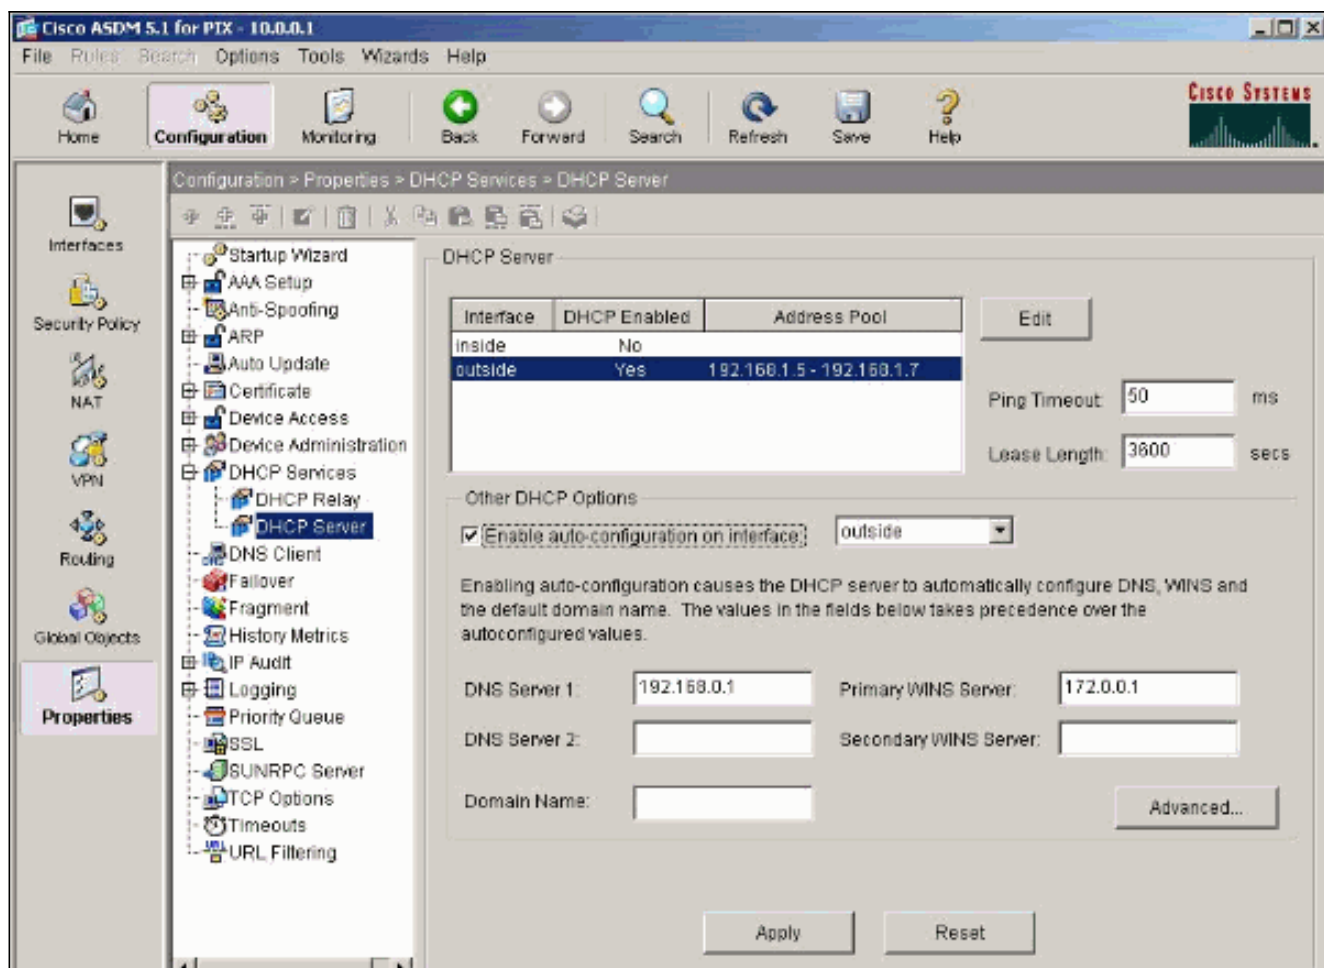 Cisco ASDM 5.1 for PIX - 10.0.0.1
File Rules Search Options Tools Wizards Help
Home Configuration Monitoring Back Forward Search Refresh Save Help
CISCO SYSTEMS
Configuration > Properties > DHCP Services > DHCP Server
Interfaces
Security Policy
NAT
VPN
Routing
Global Objects
Properties
Startup Wizard
AAA Setup
Anti-Spoofing
ARP
Auto Update
Certificate
Device Access
Device Administration
DHCP Services
DHCP Relay
DHCP Server
DNS Client
Failover
Fragment
History Metrics
IP Audit
Logging
Priority Queue
SSL
SUNRPC Server
TCP Options
Timeouts
URL Filtering
DHCP Server
Interface DHCP Enabled Address Pool
inside No
outside Yes 192.168.1.5 - 192.168.1.7
Edit
Ping Timeout: 50 ms
Lease Length: 3600 secs
Other DHCP Options
Enable auto-configuration on interface: outside
Enabling auto-configuration causes the DHCP server to automatically configure DNS, WINS and
the default domain name. The values in the fields below takes precedence over the
autoconfigured values.
DNS Server 1: 192.168.0.1 Primary WINS Server: 172.0.0.1
DNS Server 2: Secondary WINS Server:
Domain Name:
Advanced...
Apply Reset